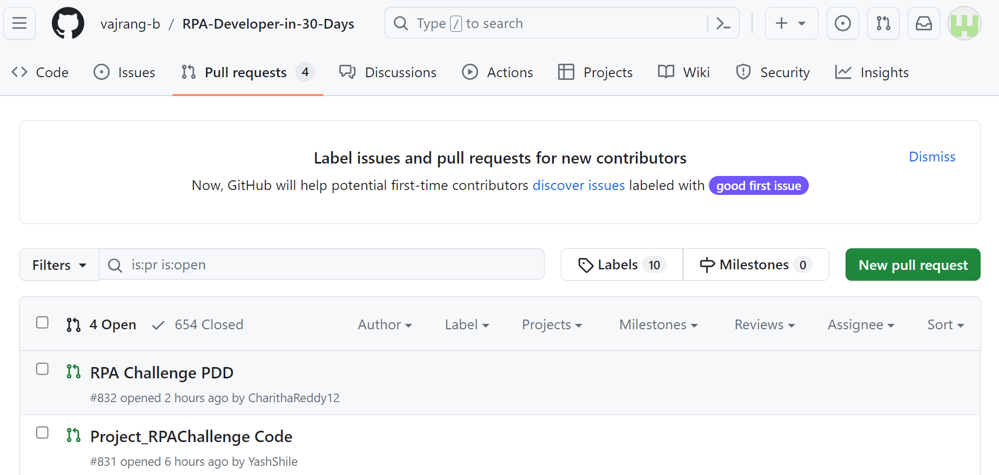 vajrang-b / RPA-Developer-in-30-Days Type / to search
Code Issues Pull requests 4 Discussions Actions Projects Wiki Security Insights
Label issues and pull requests for new contributors Dismiss
Now, GitHub will help potential first-time contributors discover issues labeled with good first issue
Filters is:pr is:open Labels 10 Milestones 0 New pull request
4 Open 654 Closed Author Label Projects Milestones Reviews Assignee Sort
RPA Challenge PDD
#832 opened 2 hours ago by CharithaReddy12
Project_RPAChallenge Code
#831 opened 6 hours ago by YashShile